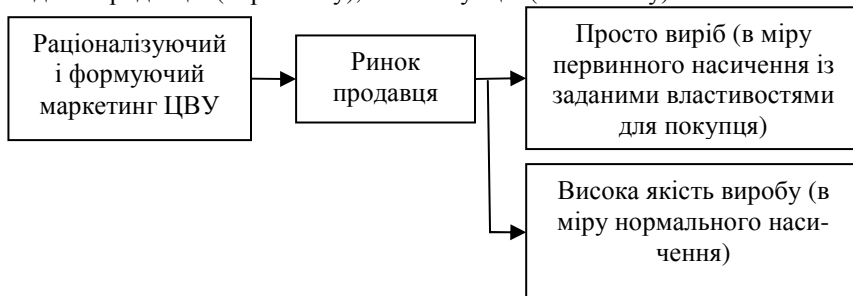 Раціоналізуючий
і формуючий
маркетинг ЦВУ
Ринок
продавця
Просто виріб (в міру
первинного насичення із
заданими властивостями
для покупця)
Висока якість виробу (в
міру нормального наси-
чення)